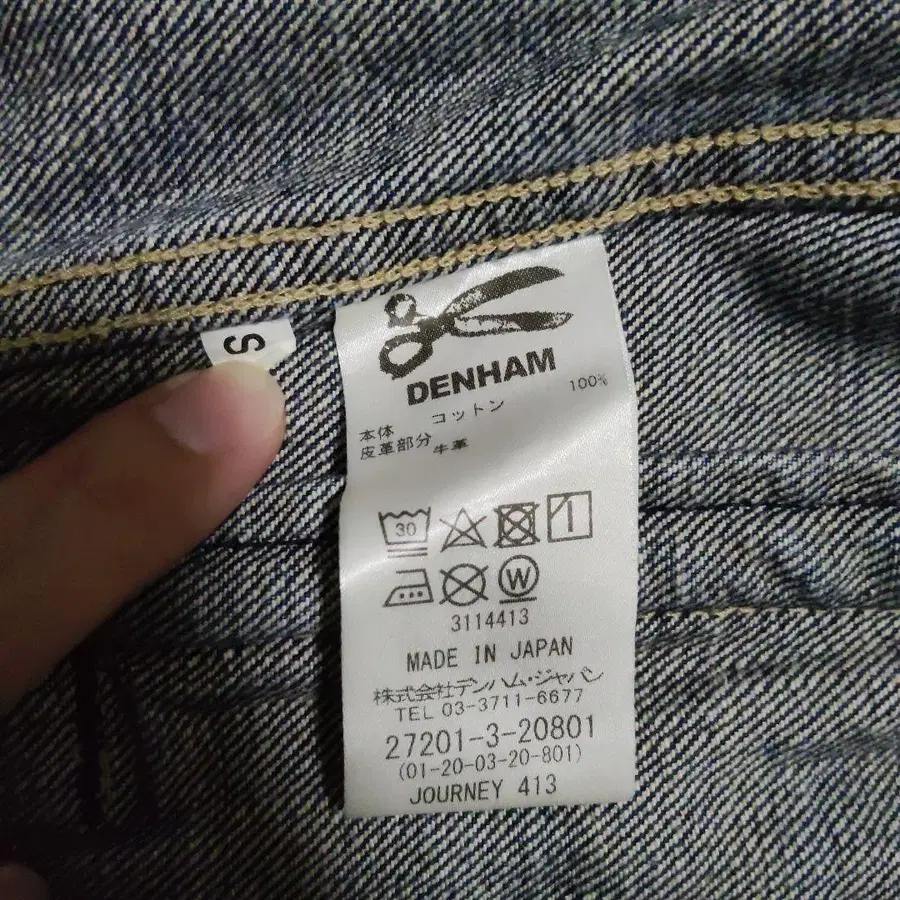 S
DENHAM
本体 コットン 100%
皮革部分 牛革
30
W
3114413
MADE IN JAPAN
株式会社デンハム・ジャパン
TEL 03-3711-6677
27201-3-20801
(01-20-03-20-801)
JOURNEY 413